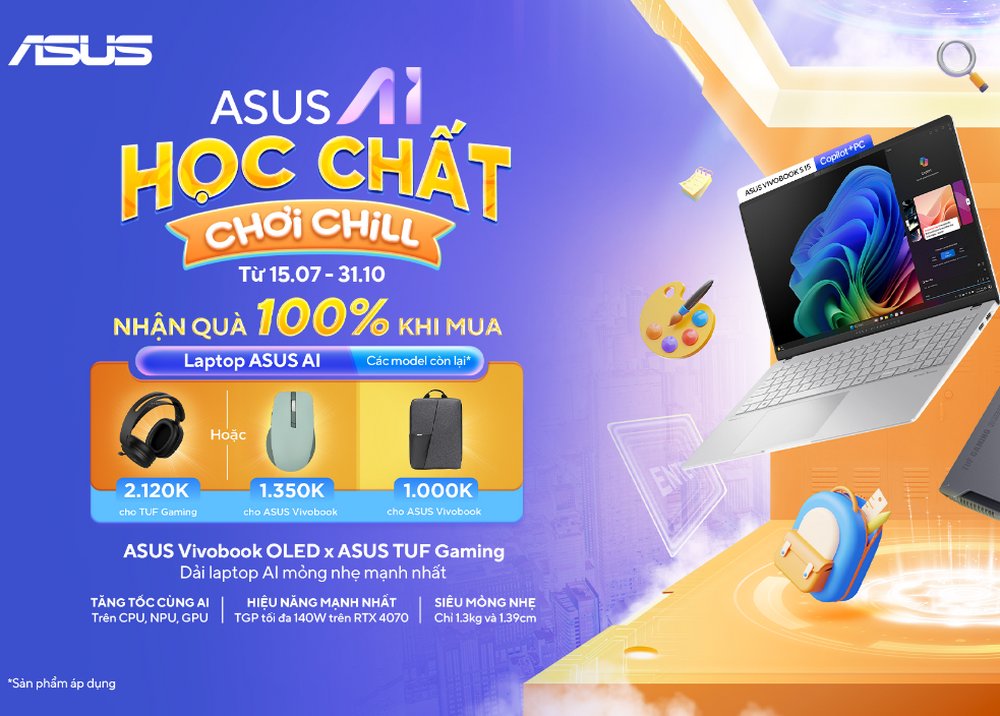 ASUS
ASUS AI
HỌC CHẤT
CHƠI CHILL
Từ 15.07 - 31.10
NHẬN QUÀ 100% KHI MUA
Laptop ASUS AI
Các model còn lại*
Hoặc
2.120K
cho TUF Gaming
1.350K
cho ASUS Vivobook
1.000K
cho ASUS Vivobook
ASUS Vivobook OLED x ASUS TUF Gaming
Dải laptop AI mỏng nhẹ mạnh nhất
TĂNG TỐC CÙNG AI
Trên CPU, NPU, GPU
HIỆU NĂNG MẠNH NHẤT
TGP tối đa 140W trên RTX 4070
SIÊU MỎNG NHẸ
Chỉ 1.3kg và 1.39cm
*Sản phẩm áp dụng
ASUS VIVOBOOK S 15
Copilot+PC
TUF GAMING